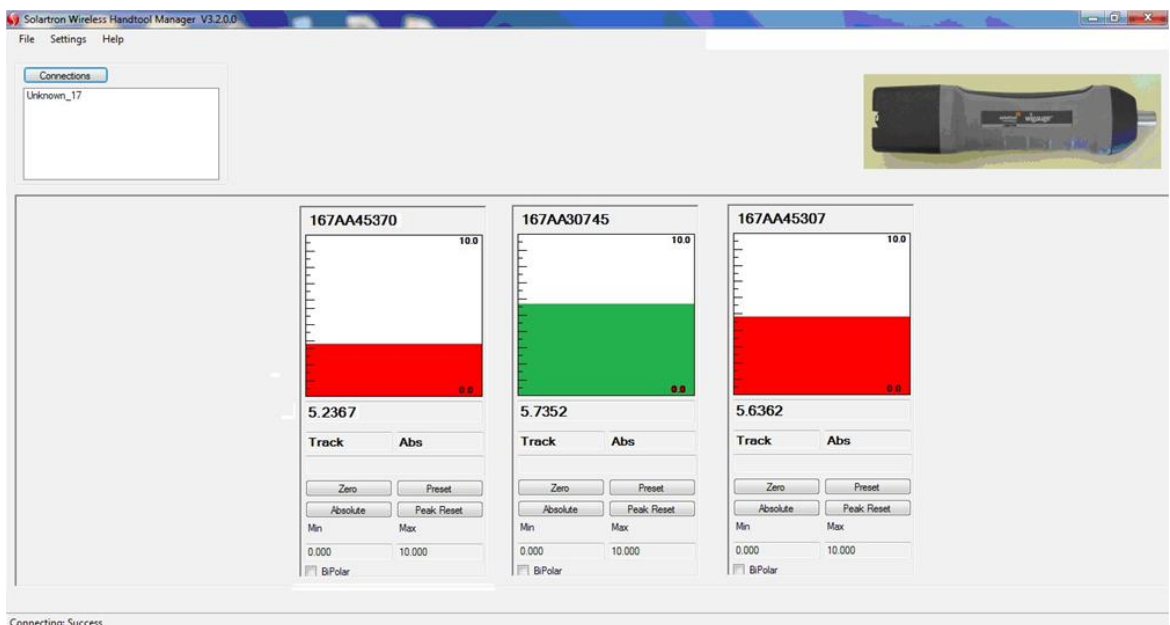 Solartron Wireless Handtool Manager V3.2.0.0
File Settings Help
Connections
Unknown_17
wigauge
167AA45370
10.0
0.0
5.2367
Track Abs
Zero Preset
Absolute Peak Reset
Min Max
0.000 10.000
BiPolar
167AA30745
10.0
0.0
5.7352
Track Abs
Zero Preset
Absolute Peak Reset
Min Max
0.000 10.000
BiPolar
167AA45307
10.0
0.0
5.6362
Track Abs
Zero Preset
Absolute Peak Reset
Min Max
0.000 10.000
BiPolar
Connecting: Success